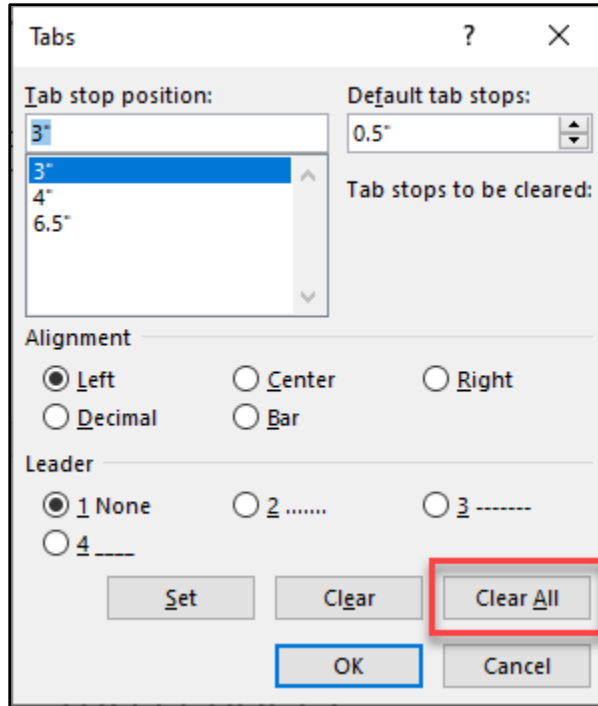 Tabs ?
Tab stop position: Default tab stops:
3" 0.5"
3"
4" Tab stops to be cleared:
6.5"
Alignment
Left Center Right
Decimal Bar
Leader
1 None 2 ....... 3 -------
4 ____
Set Clear Clear All
OK Cancel